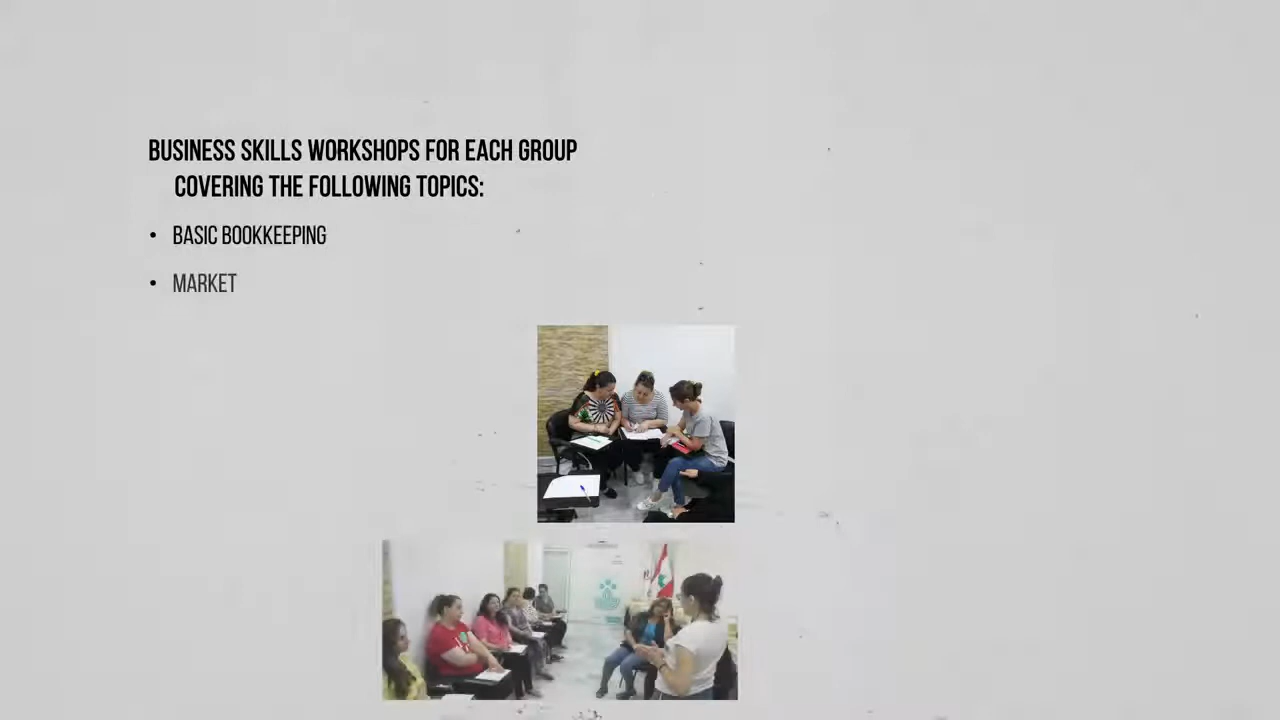 BUSINESS SKILLS WORKSHOPS FOR EACH GROUP
COVERING THE FOLLOWING TOPICS:
• BASIC BOOKKEEPING
• MARKET